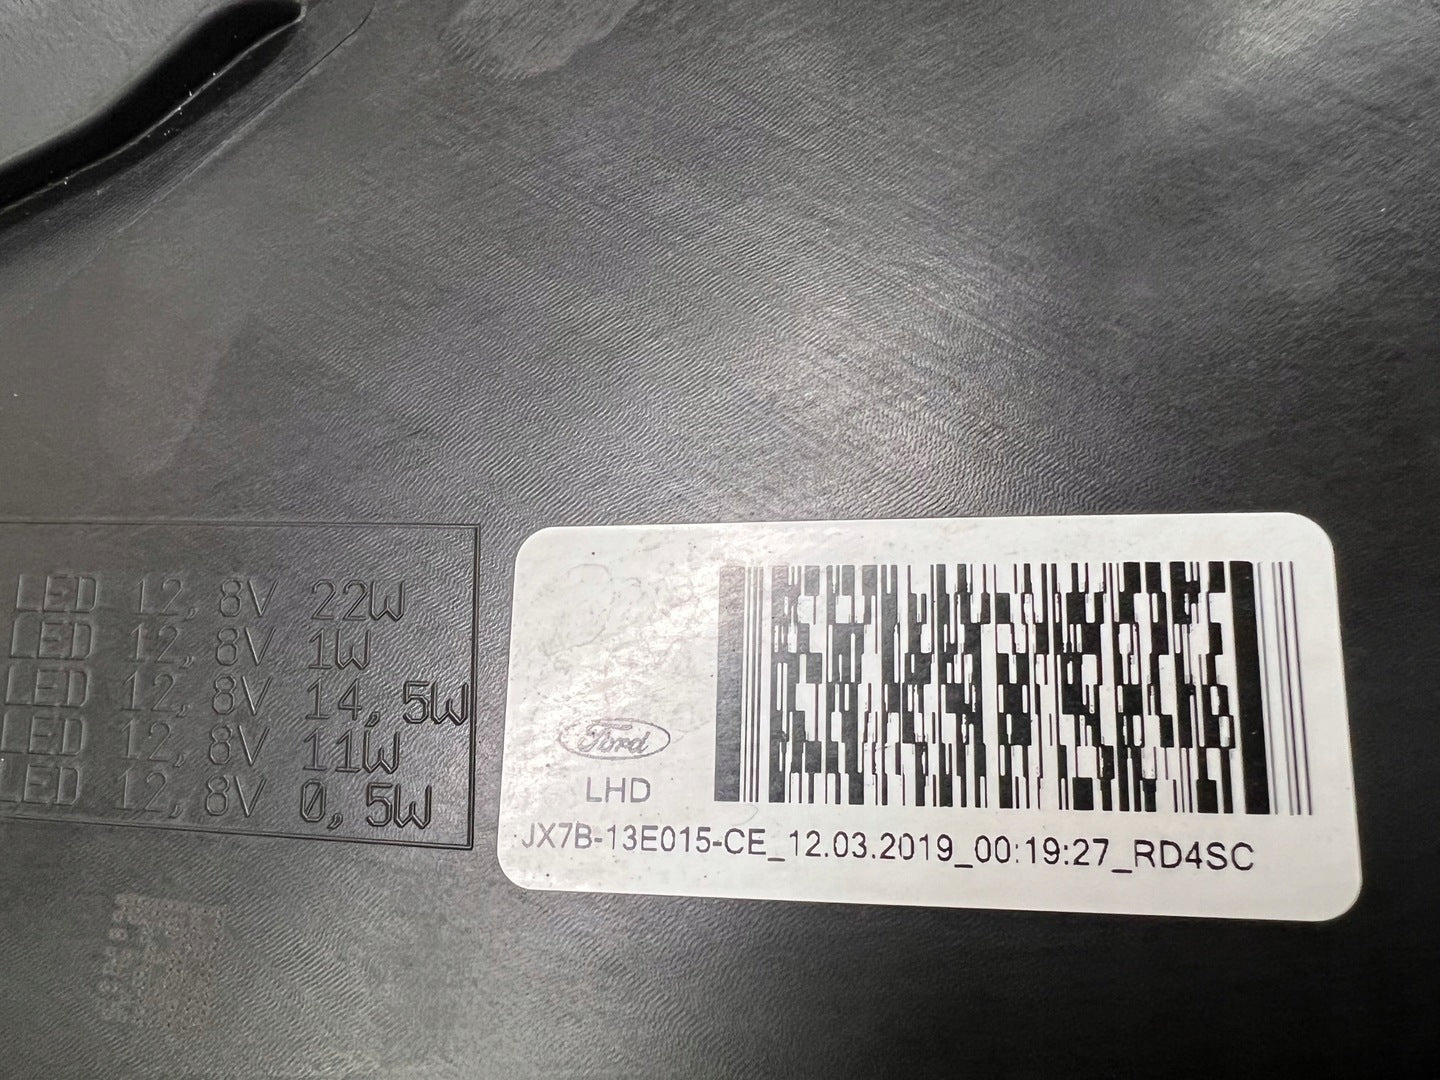 LED 12,8V 22W
LED 12,8V 1W
LED 12,8V 14,5W
LED 12,8V 11W
LED 12,8V 0,5W
Ford
LHD
JX7B-13E015-CE_12.03.2019_00:19:27_RD4SC